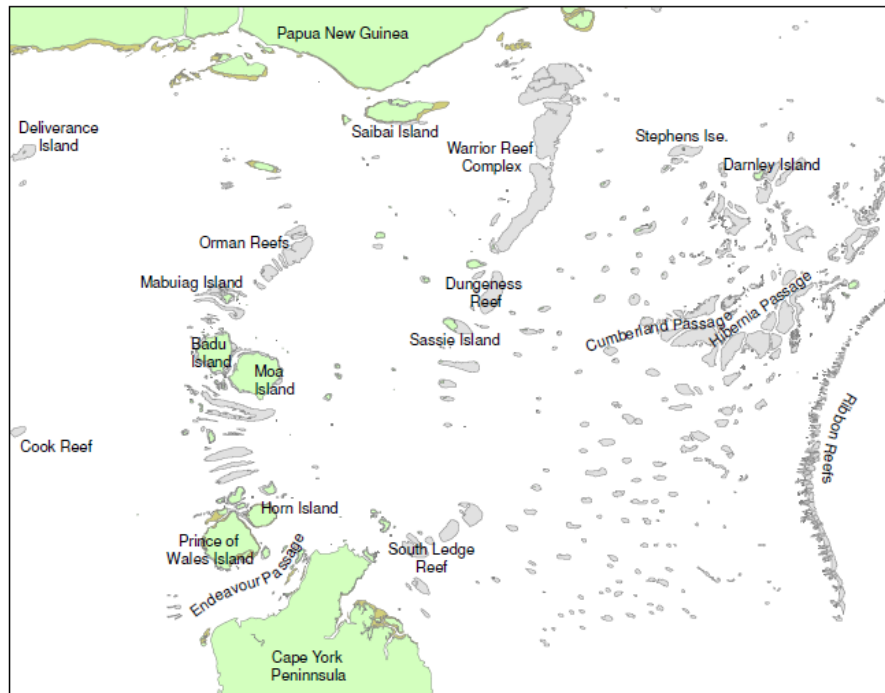 Papua New Guinea
Deliverance
Island
Saibai Island
Warrior Reef
Complex
Stephens Ise.
Darnley Island
Orman Reefs
Mabuiag Island
Dungeness
Reef
Cumberland Passage
Hibernia Passage
Sassie Island
Badu
Island
Moa
Island
Ribbon Reefs
Cook Reef
Horn Island
Prince of
Wales Island
South Ledge
Reef
Endeavour Passage
Cape York
Peninnsula